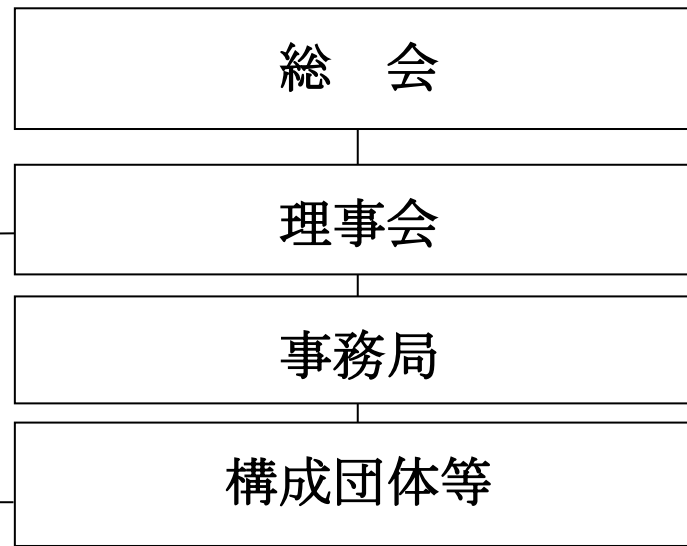 総　会
理事会
事務局
構成団体等